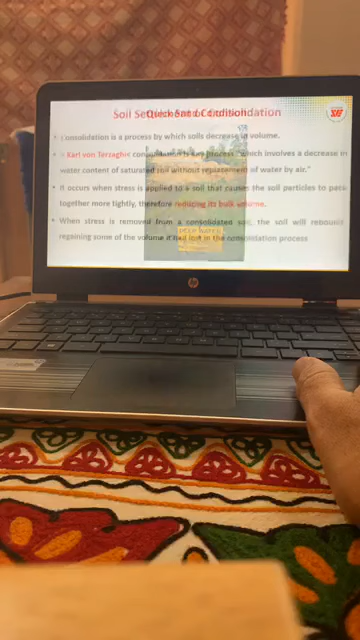 Soil Settlement Consolidation
Quick Sand Condition
• Consolidation is a process by which soils decrease in volume.
• Karl von Terzaghi: consolidation is any process "which involves a decrease in
water content of saturated soil without replacement of water by air."
• It occurs when stress is applied to a soil that causes the soil particles to pack
together more tightly, therefore reducing its bulk volume.
• When stress is removed from a consolidated soil, the soil will rebound,
regaining some of the volume it had lost in the consolidation process
hp